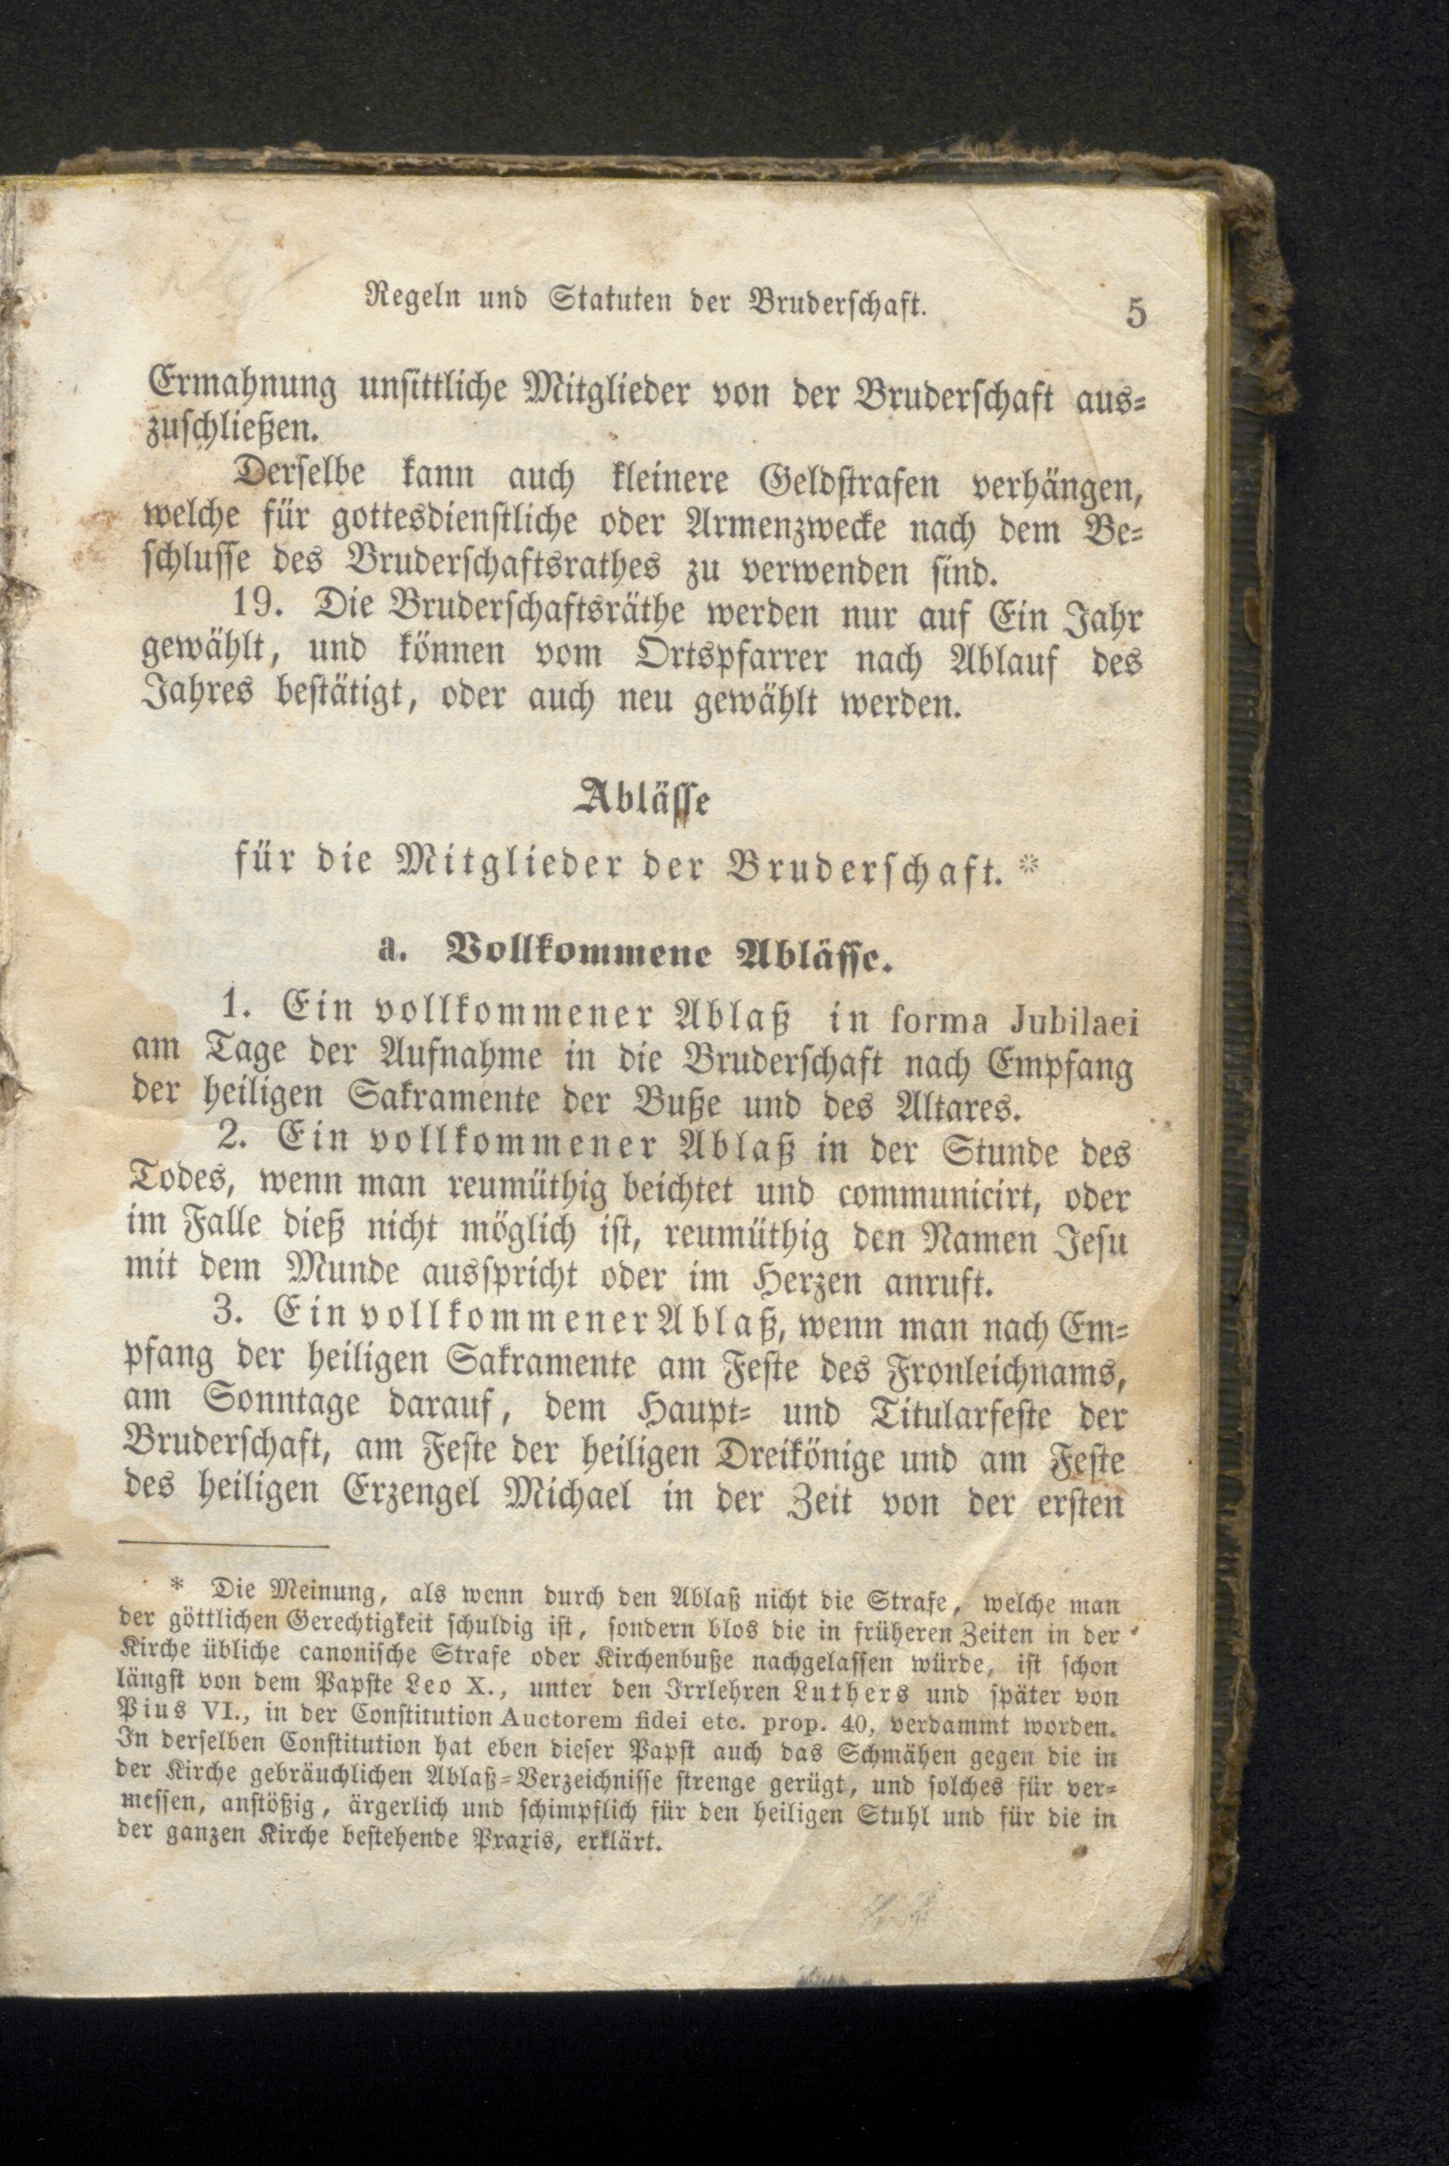 Regeln und Statuten der Bruderschaft.
5
Ermahnung unsittliche Mitglieder von der Bruderschaft aus-
zuschließen.
Derselbe kann auch kleinere Geldstrafen verhängen,
welche für gottesdienstliche oder Armenzwecke nach dem Be-
schlusse des Bruderschaftsrathes zu verwenden sind.
19. Die Bruderschaftsräthe werden nur auf Ein Jahr
gewählt, und können vom Ortspfarrer nach Ablauf des
Jahres bestätigt, oder auch neu gewählt werden.
Ablässe
für die Mitglieder der Bruderschaft. *
a. Vollkommene Ablässe.
1. Ein vollkommener Ablaß in forma Jubilaei
am Tage der Aufnahme in die Bruderschaft nach Empfang
der heiligen Sakramente der Buße und des Altares.
2. Ein vollkommener Ablaß in der Stunde des
Todes, wenn man reumüthig beichtet und communicirt, oder
im Falle dieß nicht möglich ist, reumüthig den Namen Jesu
mit dem Munde ausspricht oder im Herzen anruft.
3. Ein vollkommener Ablaß, wenn man nach Em-
pfang der heiligen Sakramente am Feste des Fronleichnams,
am Sonntage darauf, dem Haupt- und Titularfeste der
Bruderschaft, am Feste der heiligen Dreikönige und am Feste
des heiligen Erzengel Michael in der Zeit von der ersten
* Die Meinung, als wenn durch den Ablaß nicht die Strafe, welche man
der göttlichen Gerechtigkeit schuldig ist, sondern blos die in früheren Zeiten in der
Kirche übliche canonische Strafe oder Kirchenbuße nachgelassen würde, ist schon
längst von dem Papste Leo X., unter den Irrlehren Luthers und später von
Pius VI., in der Constitution Auctorem fidei etc. prop. 40, verdammt worden.
In derselben Constitution hat eben dieser Papst auch das Schmähen gegen die in
der Kirche gebräuchlichen Ablaß-Verzeichnisse strenge gerügt, und solches für ver-
messen, anstößig, ärgerlich und schimpflich für den heiligen Stuhl und für die in
der ganzen Kirche bestehende Praxis, erklärt.